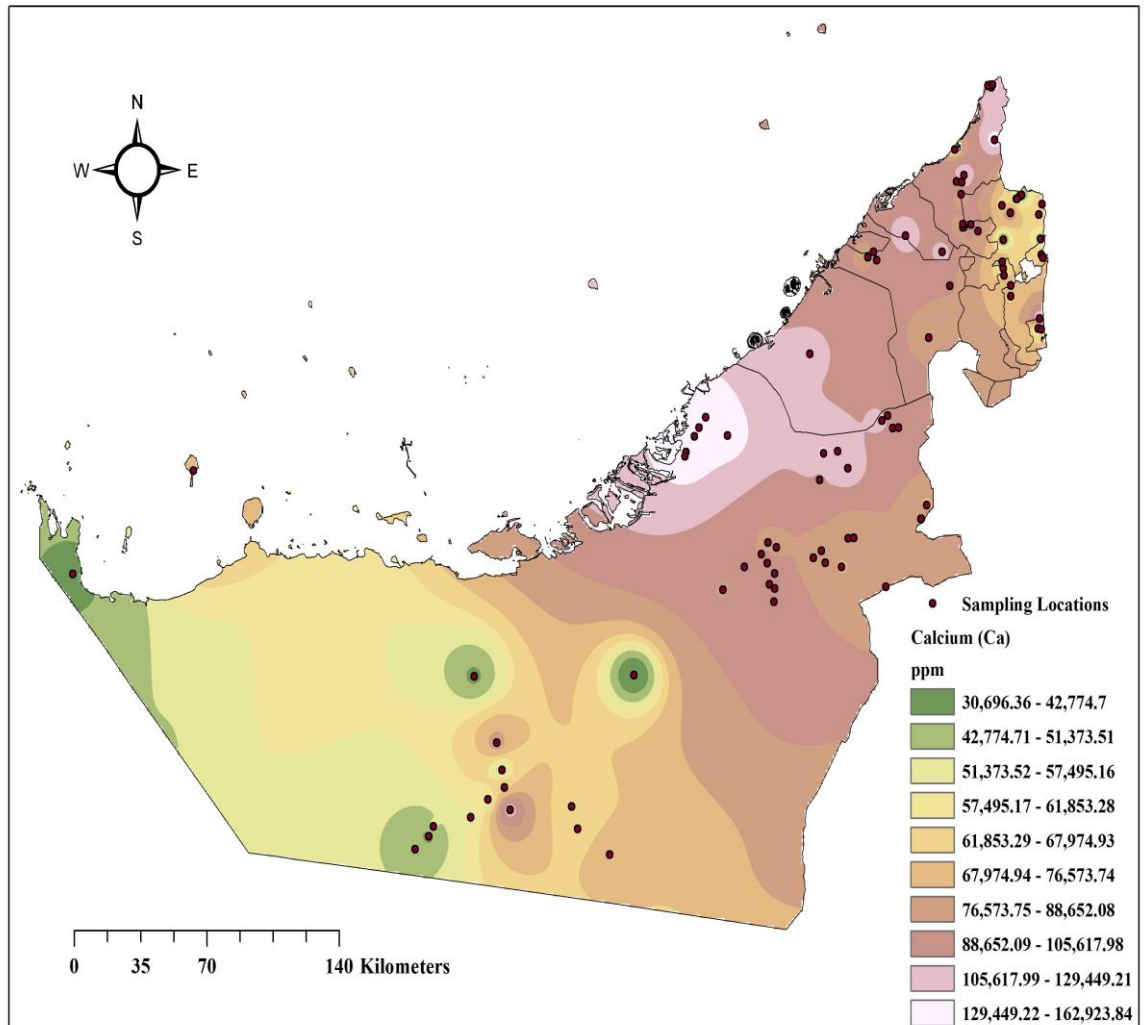 N
W E
S
Sampling Locations
Calcium (Ca)
ppm
30,696.36 - 42,774.7
42,774.71 - 51,373.51
51,373.52 - 57,495.16
57,495.17 - 61,853.28
61,853.29 - 67,974.93
67,974.94 - 76,573.74
76,573.75 - 88,652.08
88,652.09 - 105,617.98
105,617.99 - 129,449.21
129,449.22 - 162,923.84
0 35 70 140 Kilometers